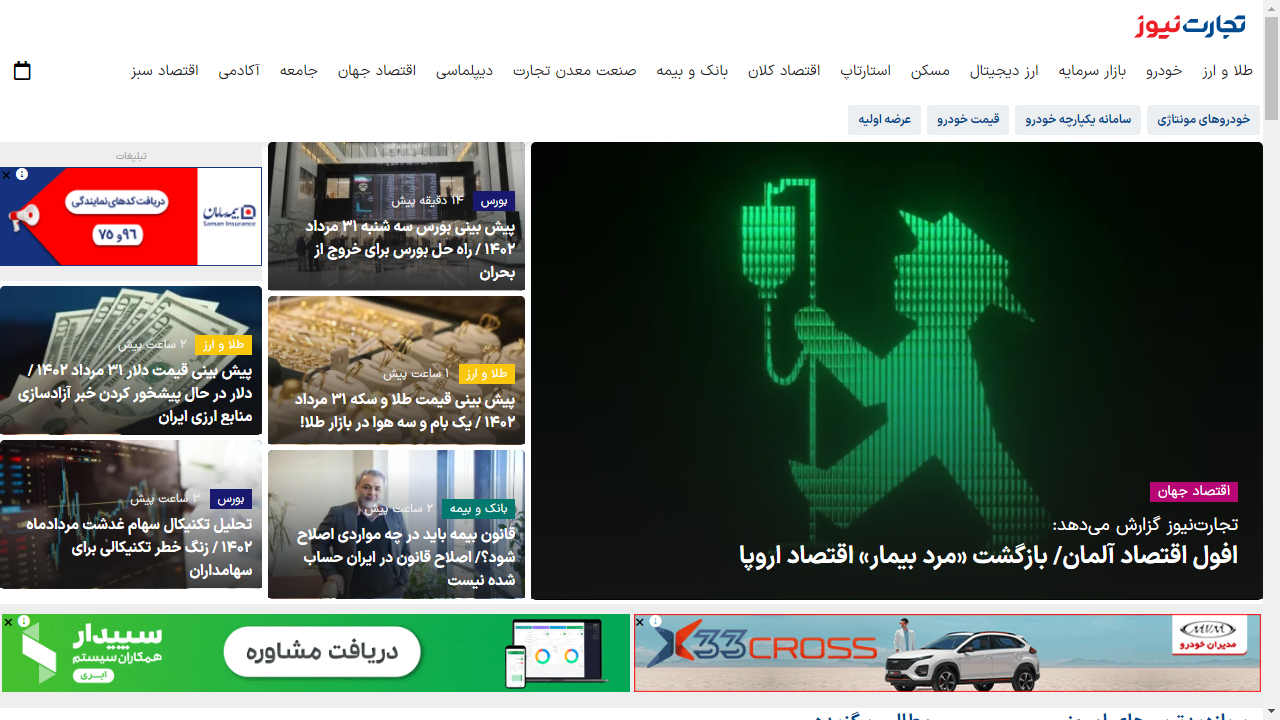 تجارت‌نیوز
طلا و ارز
خودرو
بازار سرمایه
ارز دیجیتال
مسکن
استارتاپ
اقتصاد کلان
بانک و بیمه
صنعت معدن تجارت
دیپلماسی
اقتصاد جهان
جامعه
آکادمی
اقتصاد سبز
خودروهای مونتاژی
سامانه یکپارچه خودرو
قیمت خودرو
عرضه اولیه
اقتصاد جهان
تجارت‌نیوز گزارش می‌دهد:
افول اقتصاد آلمان/ بازگشت «مرد بیمار» اقتصاد اروپا
بورس
۱۴ دقیقه پیش
پیش بینی بورس سه شنبه ۳۱ مرداد
۱۴۰۲ / راه حل بورس برای خروج از
بحران
طلا و ارز
۱ ساعت پیش
پیش بینی قیمت طلا و سکه ۳۱ مرداد
۱۴۰۲ / یک بام و سه هوا در بازار طلا!
بانک و بیمه
۲ ساعت پیش
قانون بیمه باید در چه مواردی اصلاح
شود؟/ اصلاح قانون در ایران حساب
شده نیست
تبلیغات
بیمه سامان
Saman Insurance
دریافت کدهای نمایندگی
۹۶ و ۷۵
طلا و ارز
۲ ساعت پیش
پیش بینی قیمت دلار ۳۱ مرداد ۱۴۰۲ /
دلار در حال پیشخور کردن خبر آزادسازی
منابع ارزی ایران
بورس
۳ ساعت پیش
تحلیل تکنیکال سهام غدشت مردادماه
۱۴۰۲ / زنگ خطر تکنیکالی برای
سهامداران
MVM
مدیران خودرو
X33CROSS
سپیدار
همکاران سیستم
ابری
دریافت مشاوره